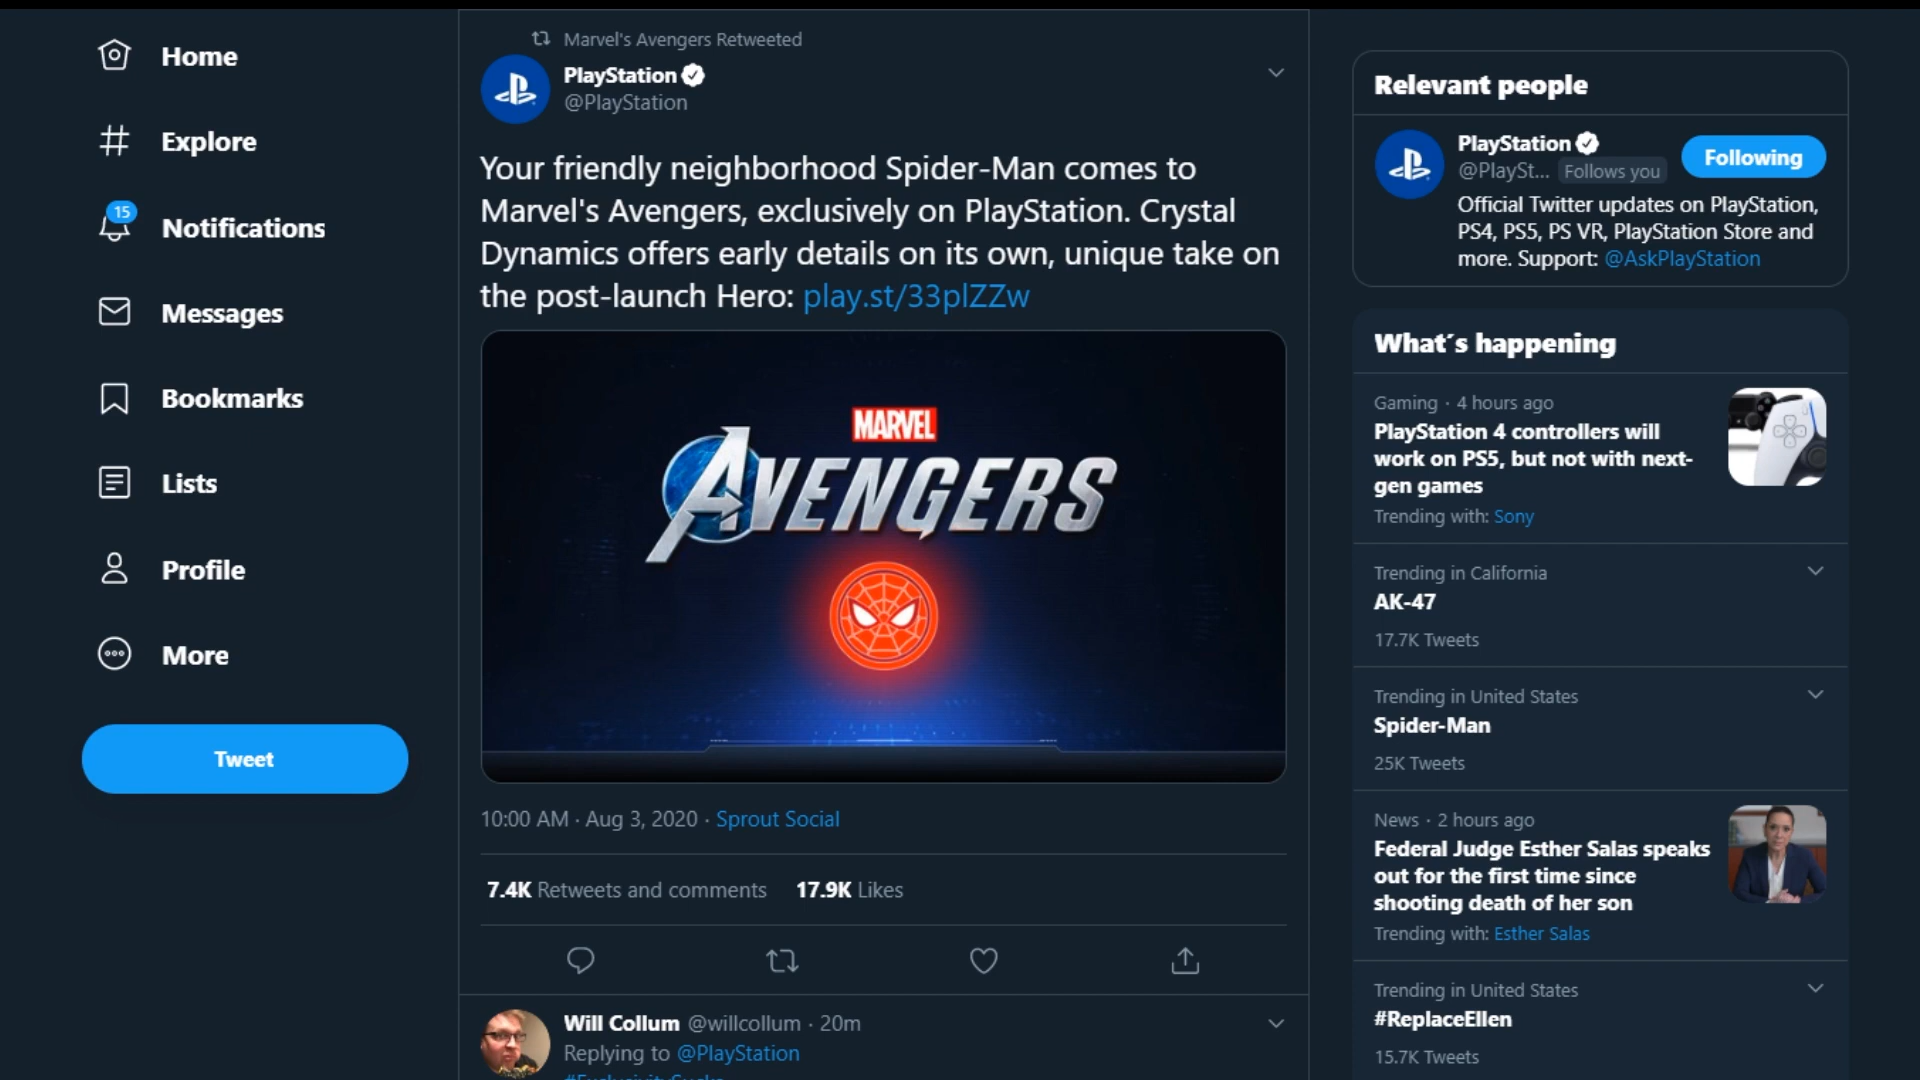 Home
Explore
15
Notifications
Messages
Bookmarks
Lists
Profile
More
Tweet
Marvel's Avengers Retweeted
PlayStation
@PlayStation
Your friendly neighborhood Spider-Man comes to
Marvel's Avengers, exclusively on PlayStation. Crystal
Dynamics offers early details on its own, unique take on
the post-launch Hero: play.st/33plZZw
MARVEL
AVENGERS
10:00 AM · Aug 3, 2020 · Sprout Social
7.4K Retweets and comments 17.9K Likes
Will Collum @willcollum · 20m
Replying to @PlayStation
Relevant people
PlayStation
@PlaySt... Follows you
Following
Official Twitter updates on PlayStation,
PS4, PS5, PS VR, PlayStation Store and
more. Support: @AskPlayStation
What´s happening
Gaming · 4 hours ago
PlayStation 4 controllers will
work on PS5, but not with next-
gen games
Trending with: Sony
Trending in California
AK-47
17.7K Tweets
Trending in United States
Spider-Man
25K Tweets
News · 2 hours ago
Federal Judge Esther Salas speaks
out for the first time since
shooting death of her son
Trending with: Esther Salas
Trending in United States
#ReplaceEllen
15.7K Tweets